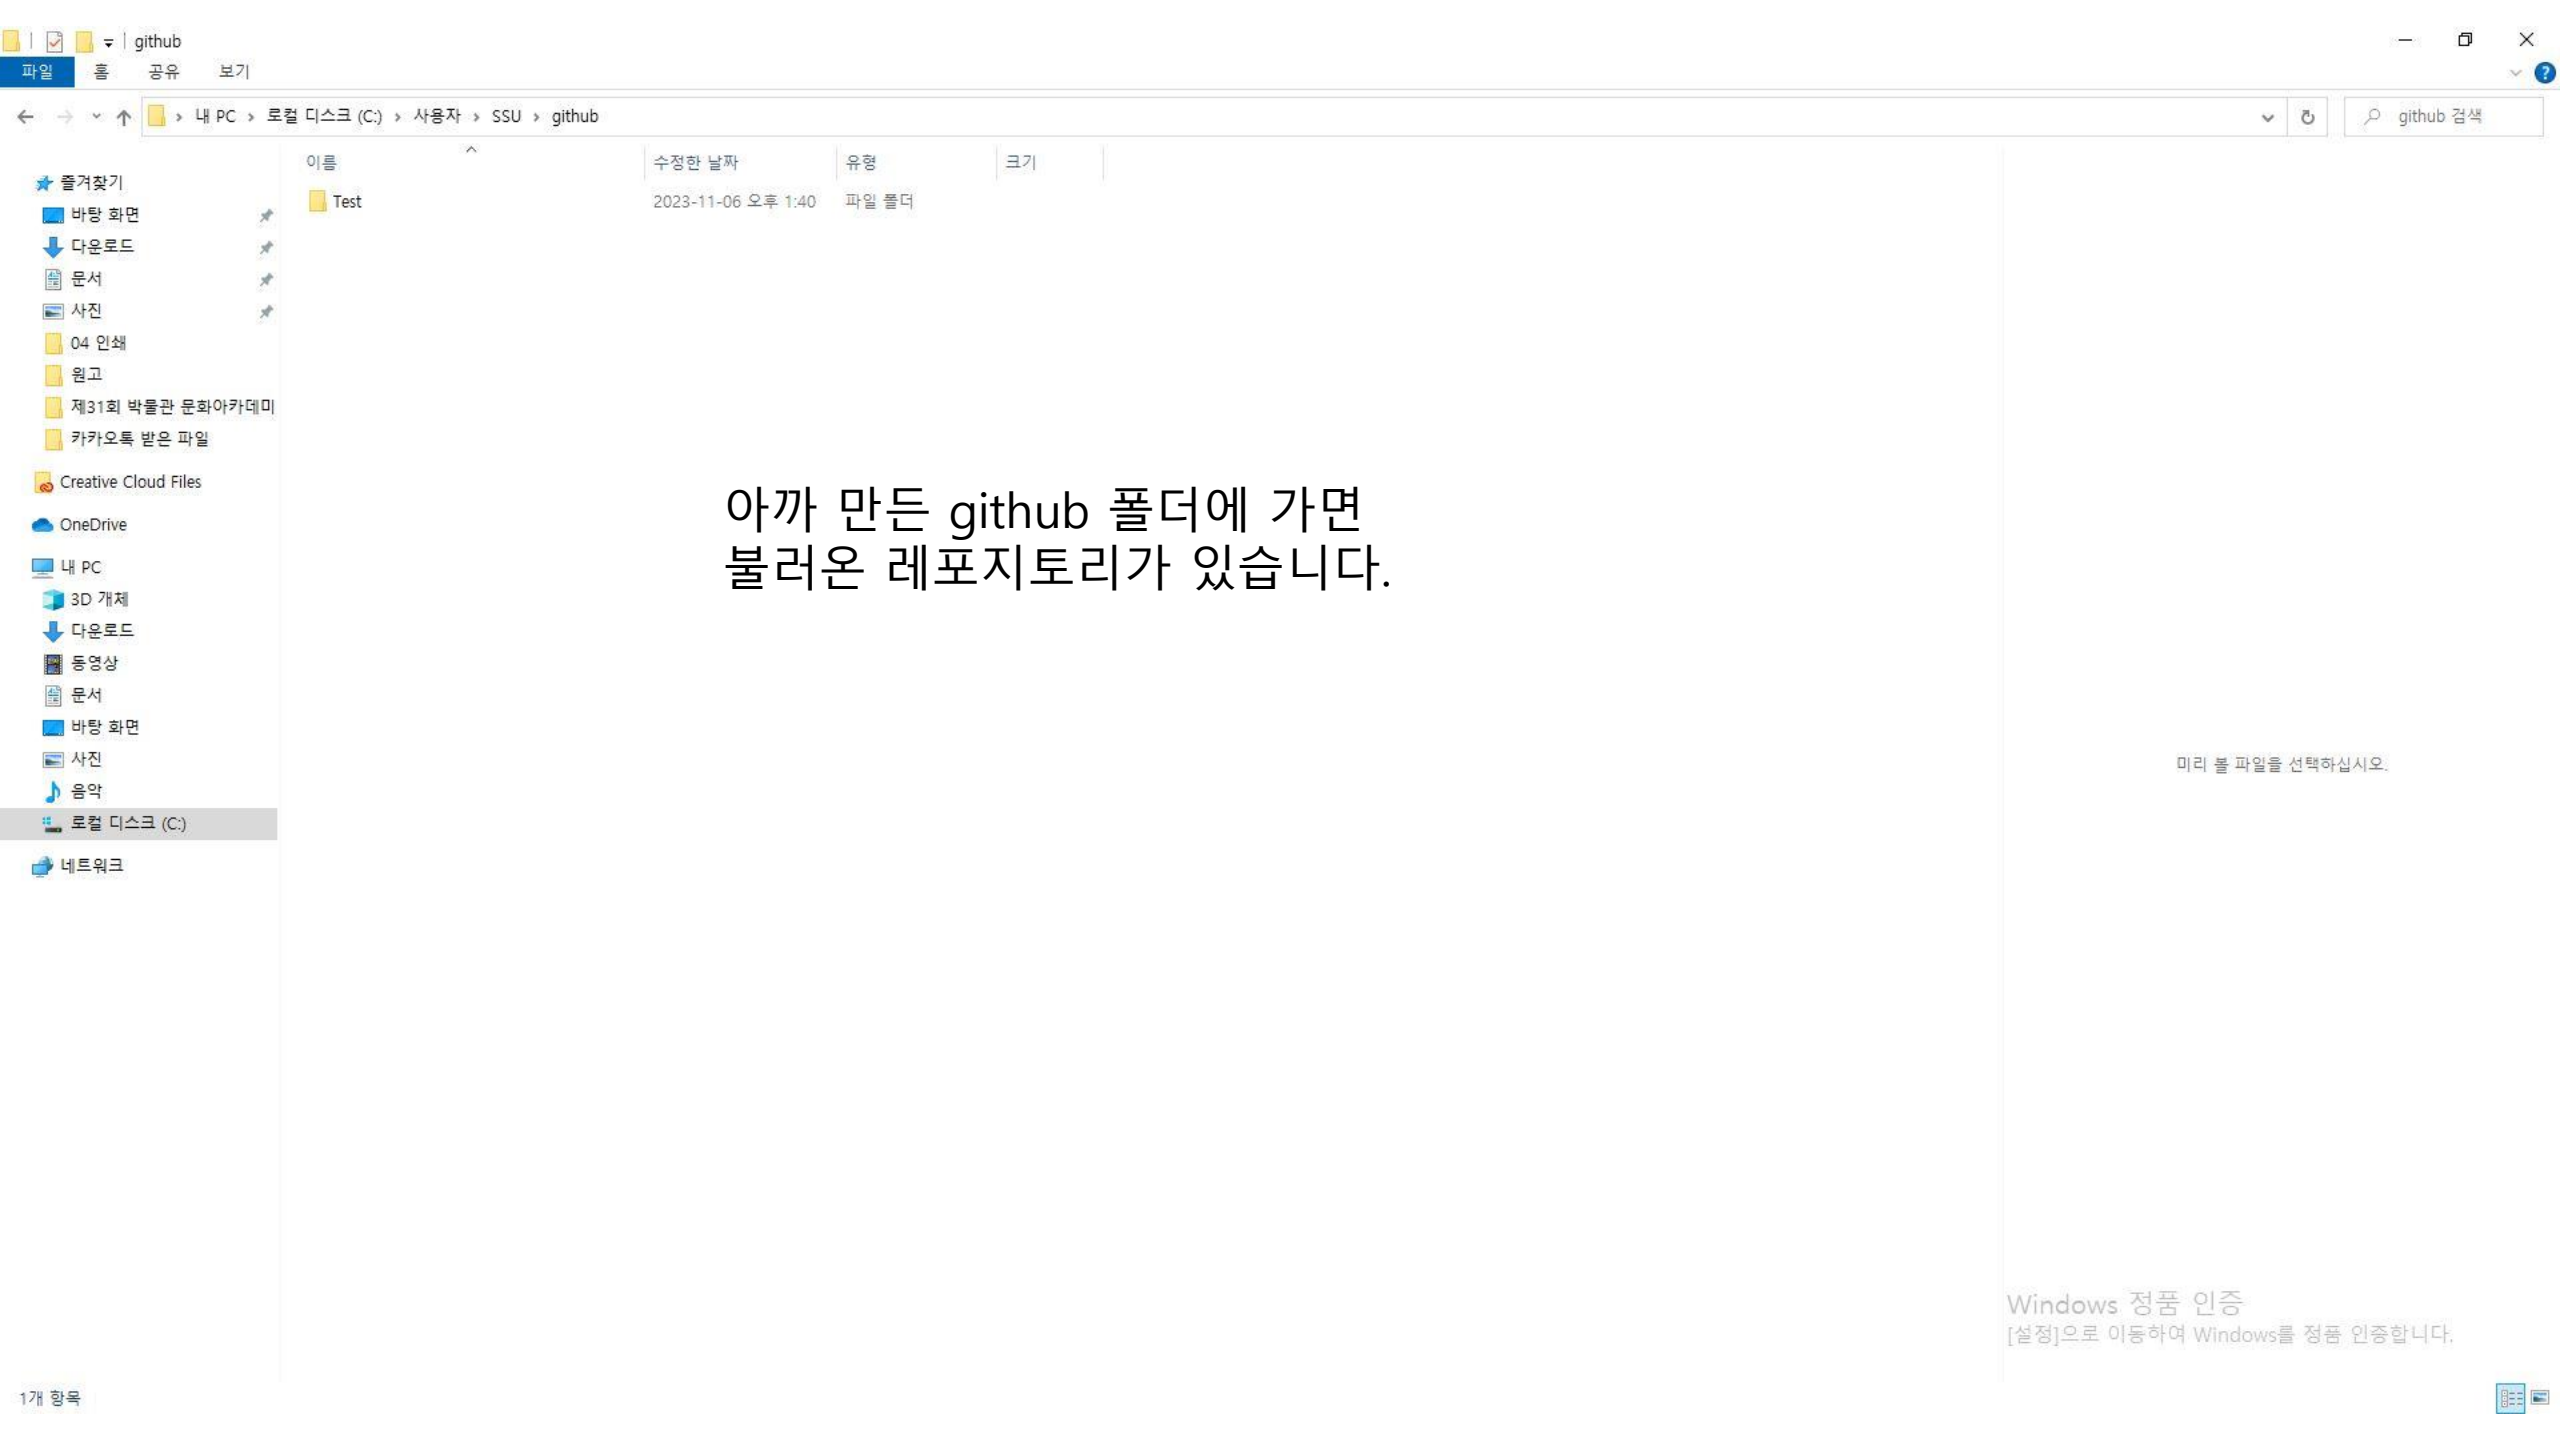 github
파일 홈 공유 보기
내 PC › 로컬 디스크 (C:) › 사용자 › SSU › github
github 검색
이름 수정한 날짜 유형 크기
Test 2023-11-06 오후 1:40 파일 폴더
즐겨찾기
바탕 화면
다운로드
문서
사진
04 인쇄
원고
제31회 박물관 문화아카데미
카카오톡 받은 파일
Creative Cloud Files
OneDrive
내 PC
3D 개체
다운로드
동영상
문서
바탕 화면
사진
음악
로컬 디스크 (C:)
네트워크
아까 만든 github 폴더에 가면
불러온 레포지토리가 있습니다.
미리 볼 파일을 선택하십시오.
Windows 정품 인증
[설정]으로 이동하여 Windows를 정품 인증합니다.
1개 항목